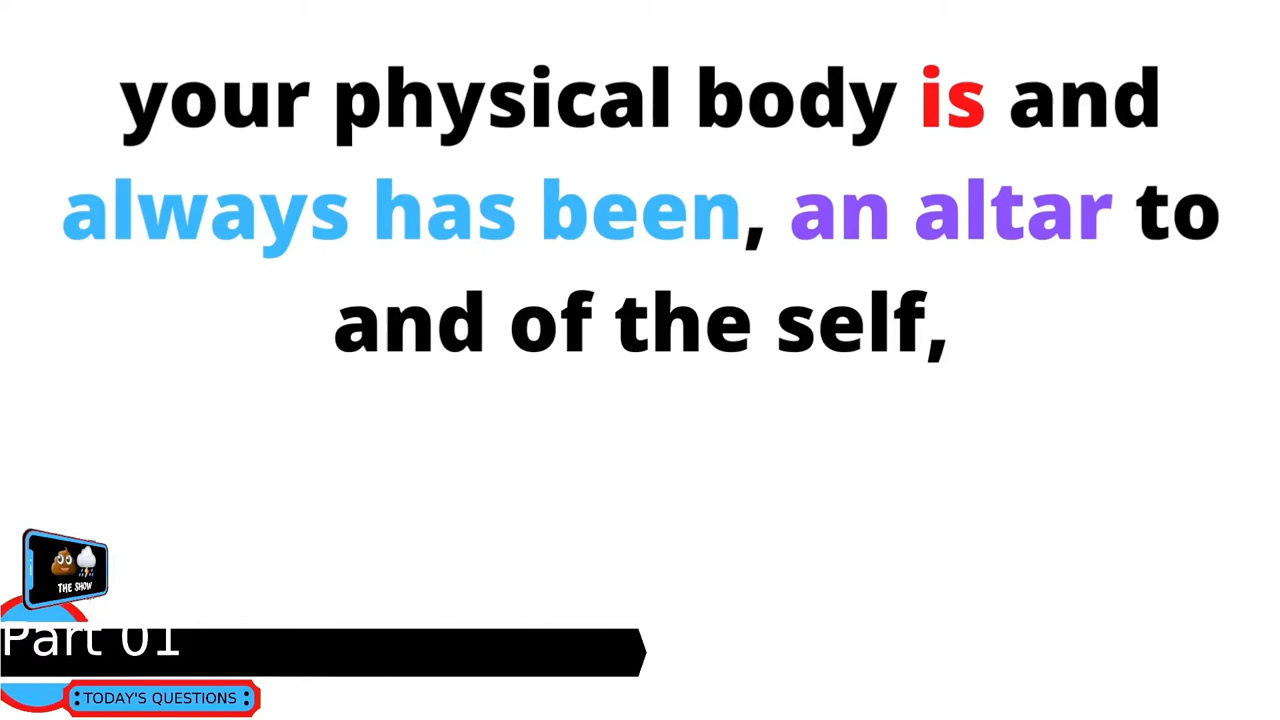 your physical body is and
always has been, an altar to
and of the self,
THE SHOW
Part 01
TODAY'S QUESTIONS